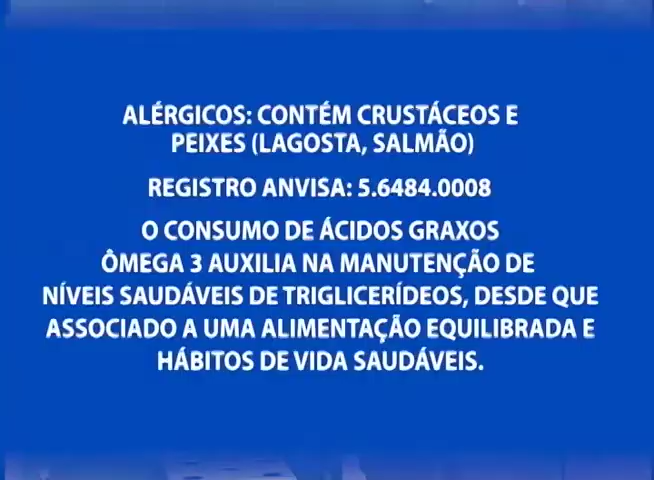 ALÉRGICOS: CONTÉM CRUSTÁCEOS E
PEIXES (LAGOSTA, SALMÃO)
REGISTRO ANVISA: 5.6484.0008
O CONSUMO DE ÁCIDOS GRAXOS
ÔMEGA 3 AUXILIA NA MANUTENÇÃO DE
NÍVEIS SAUDÁVEIS DE TRIGLICERÍDEOS, DESDE QUE
ASSOCIADO A UMA ALIMENTAÇÃO EQUILIBRADA E
HÁBITOS DE VIDA SAUDÁVEIS.